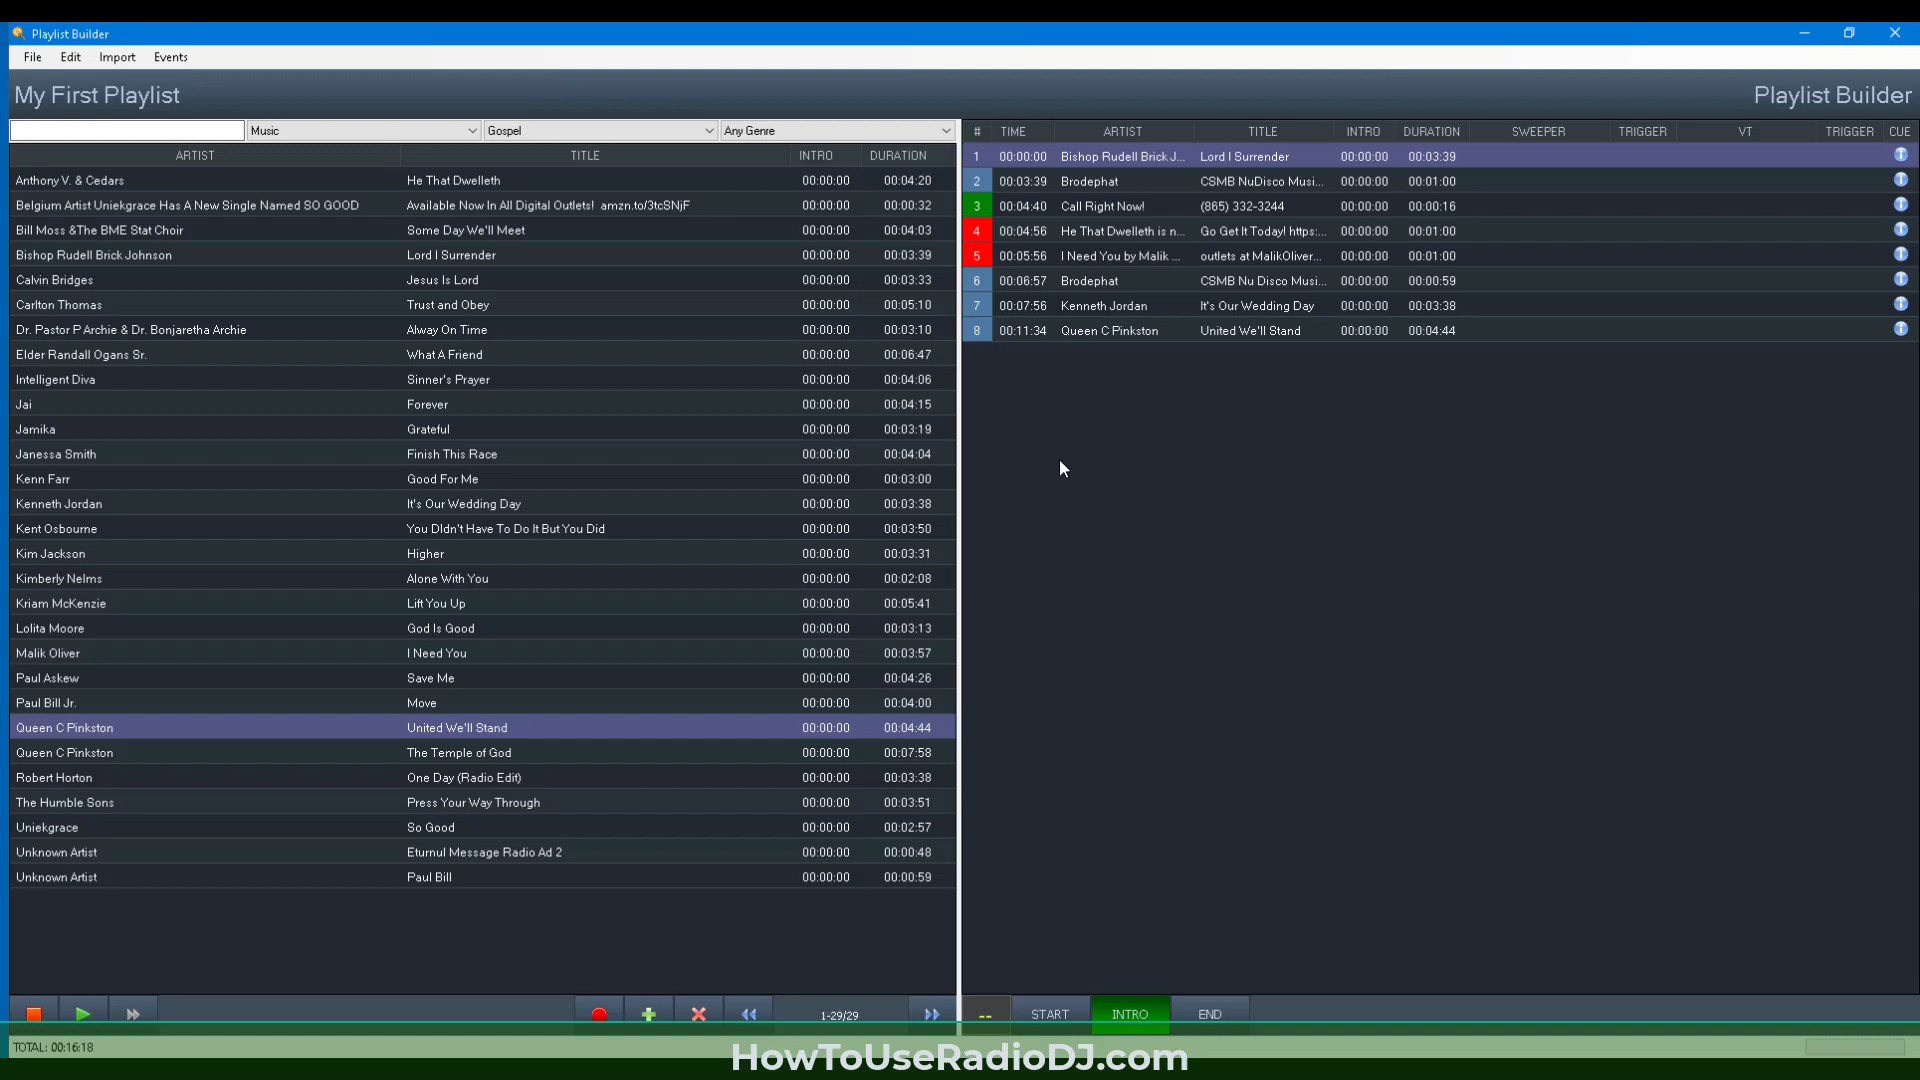 Playlist Builder
File Edit Import Events
My First Playlist Playlist Builder
Music Gospel Any Genre
ARTIST TITLE INTRO DURATION
Anthony V. & Cedars He That Dwelleth 00:00:00 00:04:20
Belgium Artist Uniekgrace Has A New Single Named SO GOOD Available Now In All Digital Outlets! amzn.to/3tcSNjF 00:00:00 00:00:32
Bill Moss &The BME Stat Choir Some Day We'll Meet 00:00:00 00:04:03
Bishop Rudell Brick Johnson Lord I Surrender 00:00:00 00:03:39
Calvin Bridges Jesus Is Lord 00:00:00 00:03:33
Carlton Thomas Trust and Obey 00:00:00 00:05:10
Dr. Pastor P Archie & Dr. Bonjaretha Archie Alway On Time 00:00:00 00:03:10
Elder Randall Ogans Sr. What A Friend 00:00:00 00:06:47
Intelligent Diva Sinner's Prayer 00:00:00 00:04:06
Jai Forever 00:00:00 00:04:15
Jamika Grateful 00:00:00 00:03:19
Janessa Smith Finish This Race 00:00:00 00:04:04
Kenn Farr Good For Me 00:00:00 00:03:00
Kenneth Jordan It's Our Wedding Day 00:00:00 00:03:38
Kent Osbourne You DIdn't Have To Do It But You Did 00:00:00 00:03:50
Kim Jackson Higher 00:00:00 00:03:31
Kimberly Nelms Alone With You 00:00:00 00:02:08
Kriam McKenzie Lift You Up 00:00:00 00:05:41
Lolita Moore God Is Good 00:00:00 00:03:13
Malik Oliver I Need You 00:00:00 00:03:57
Paul Askew Save Me 00:00:00 00:04:26
Paul Bill Jr. Move 00:00:00 00:04:00
Queen C Pinkston United We'll Stand 00:00:00 00:04:44
Queen C Pinkston The Temple of God 00:00:00 00:07:58
Robert Horton One Day (Radio Edit) 00:00:00 00:03:38
The Humble Sons Press Your Way Through 00:00:00 00:03:51
Uniekgrace So Good 00:00:00 00:02:57
Unknown Artist Eturnul Message Radio Ad 2 00:00:00 00:00:48
Unknown Artist Paul Bill 00:00:00 00:00:59
# TIME ARTIST TITLE INTRO DURATION SWEEPER TRIGGER VT TRIGGER CUE
1 00:00:00 Bishop Rudell Brick J... Lord I Surrender 00:00:00 00:03:39
2 00:03:39 Brodephat CSMB NuDisco Musi... 00:00:00 00:01:00
3 00:04:40 Call Right Now! (865) 332-3244 00:00:00 00:00:16
4 00:04:56 He That Dwelleth is n... Go Get It Today! https:... 00:00:00 00:01:00
5 00:05:56 I Need You by Malik ... outlets at MalikOliver... 00:00:00 00:01:00
6 00:06:57 Brodephat CSMB Nu Disco Musi... 00:00:00 00:00:59
7 00:07:56 Kenneth Jordan It's Our Wedding Day 00:00:00 00:03:38
8 00:11:34 Queen C Pinkston United We'll Stand 00:00:00 00:04:44
1-29/29 -- START INTRO END
TOTAL: 00:16:18
HowToUseRadioDJ.com